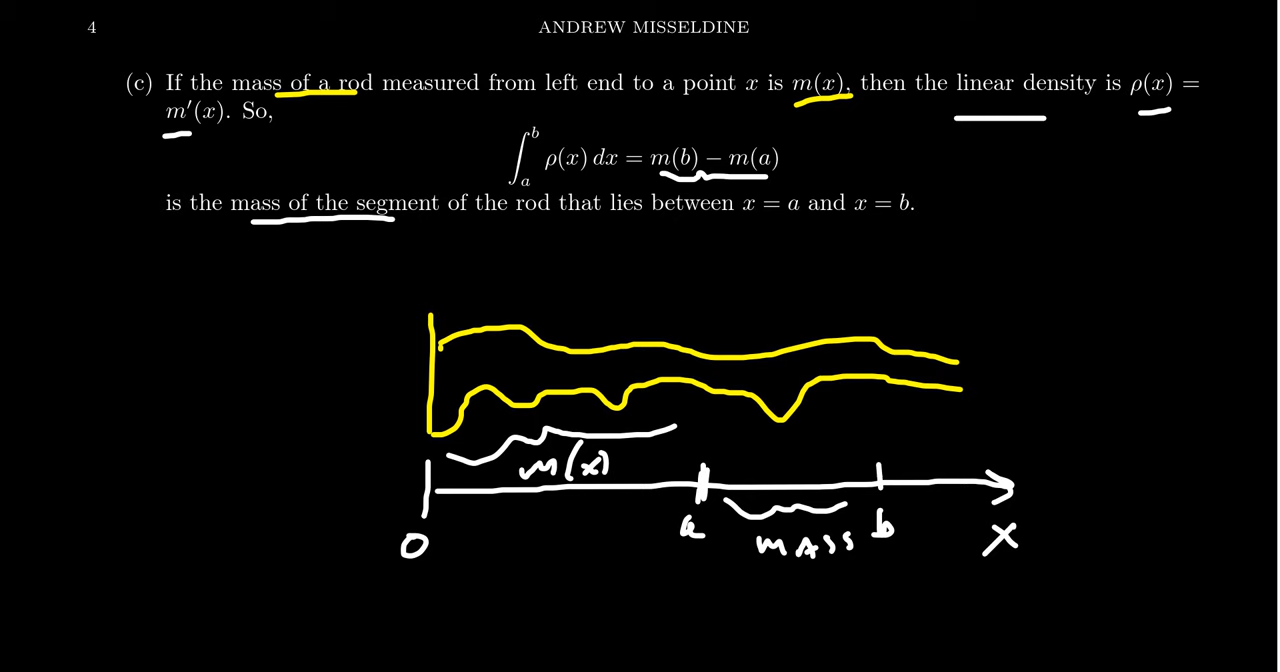 4 ANDREW MISSELDINE
(c) If the mass of a rod measured from left end to a point x is m(x), then the linear density is ρ(x) =
m′(x). So,
∫_a^b ρ(x) dx = m(b) − m(a)
is the mass of the segment of the rod that lies between x = a and x = b.
m(x)
0 a b X
MASS